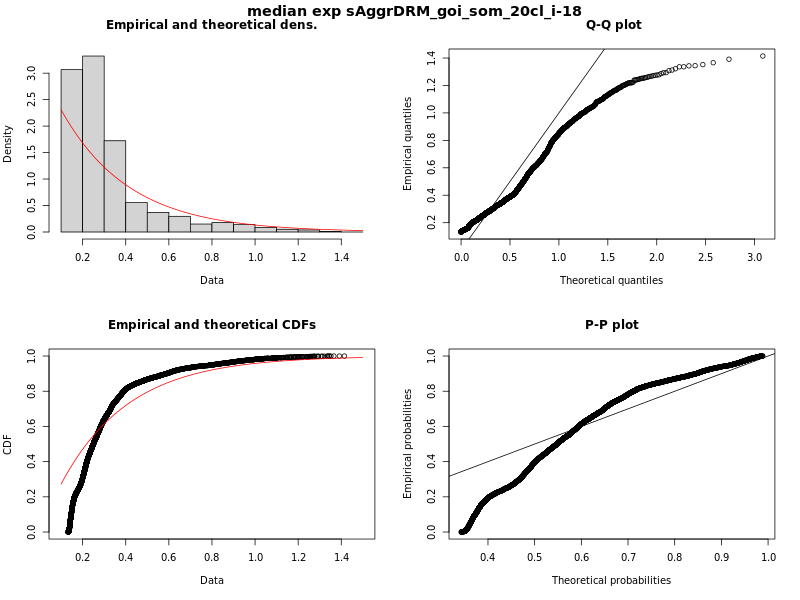 median exp sAggrDRM_goi_som_20cl_i-18
Empirical and theoretical dens.
Density
0.0 0.5 1.0 1.5 2.0 2.5 3.0
0.2 0.4 0.6 0.8 1.0 1.2 1.4
Data
Q-Q plot
Empirical quantiles
0.2 0.4 0.6 0.8 1.0 1.2 1.4
0.0 0.5 1.0 1.5 2.0 2.5 3.0
Theoretical quantiles
Empirical and theoretical CDFs
CDF
0.0 0.2 0.4 0.6 0.8 1.0
0.2 0.4 0.6 0.8 1.0 1.2 1.4
Data
P-P plot
Empirical probabilities
0.0 0.2 0.4 0.6 0.8 1.0
0.4 0.5 0.6 0.7 0.8 0.9 1.0
Theoretical probabilities